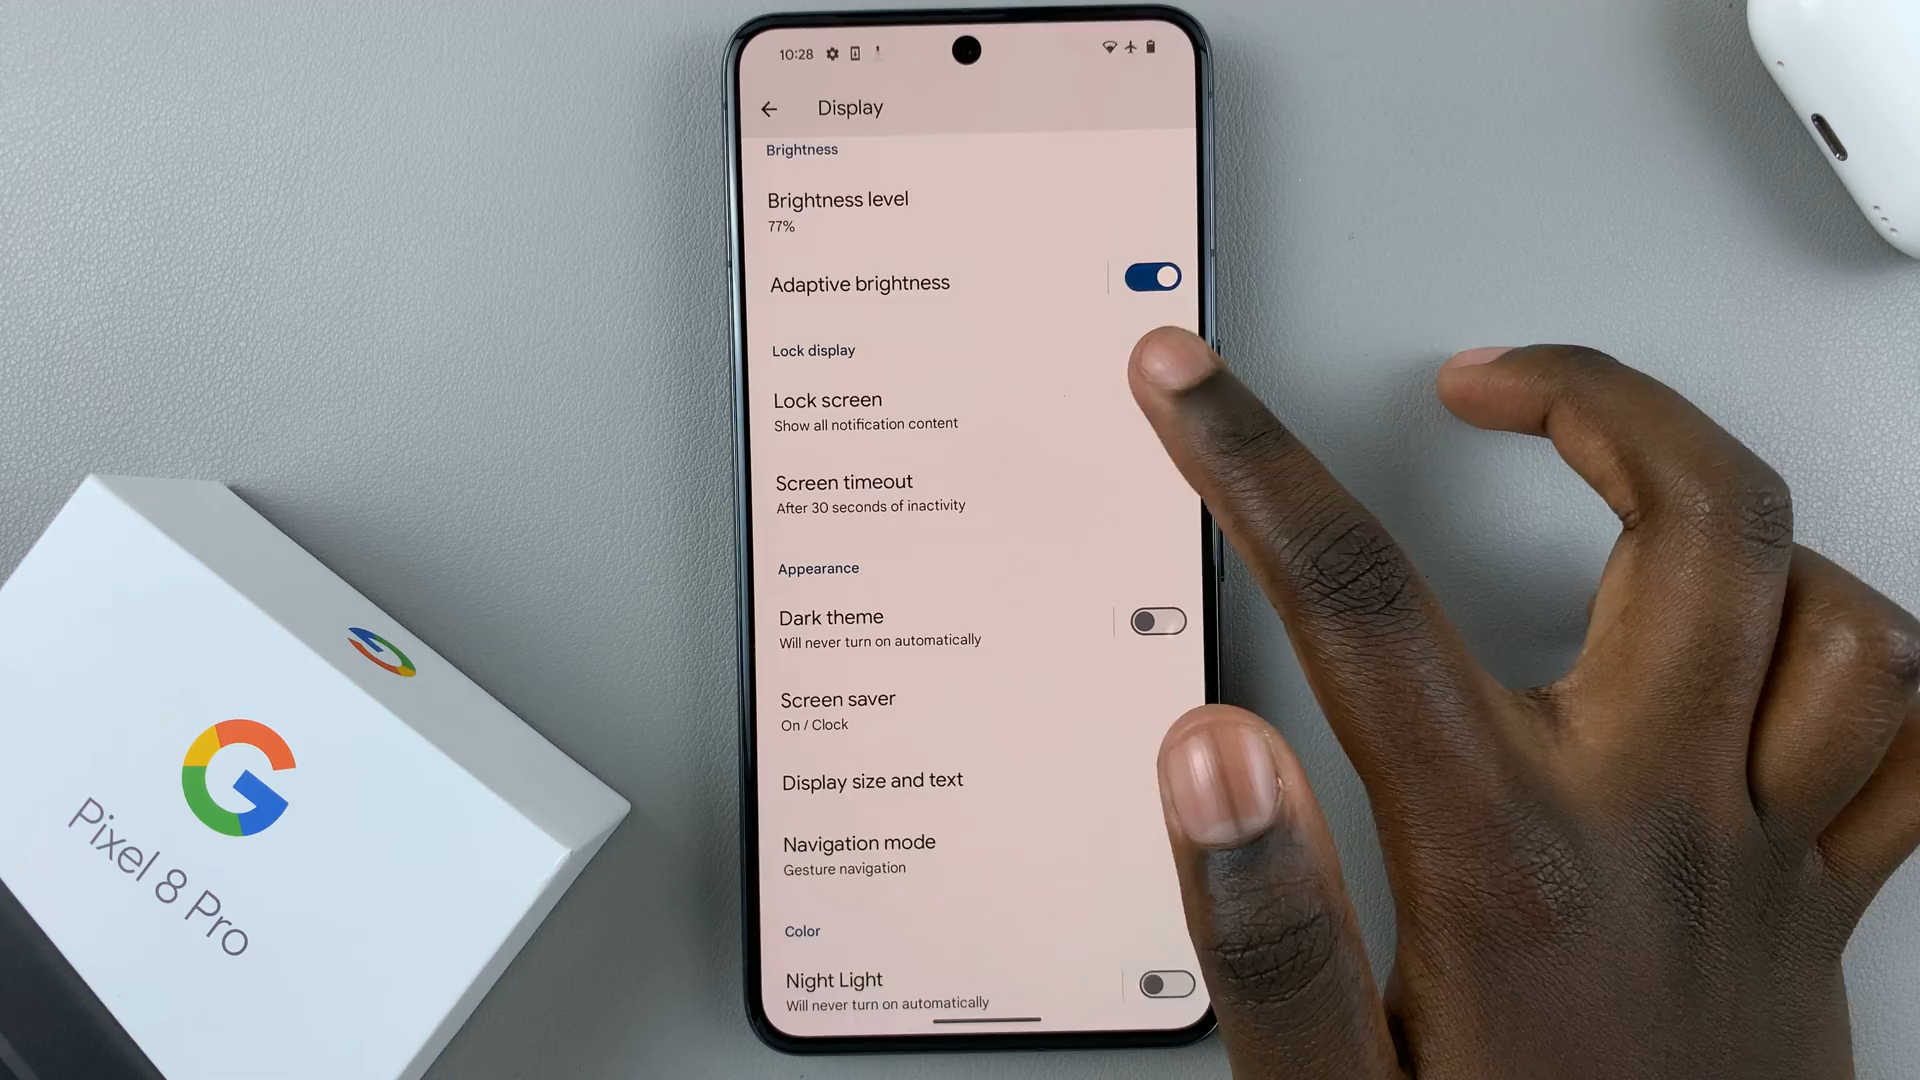 10:28
Display
Brightness
Brightness level
77%
Adaptive brightness
Lock display
Lock screen
Show all notification content
Screen timeout
After 30 seconds of inactivity
Appearance
Dark theme
Will never turn on automatically
Screen saver
On / Clock
Display size and text
Navigation mode
Gesture navigation
Color
Night Light
Will never turn on automatically
G
Pixel 8 Pro